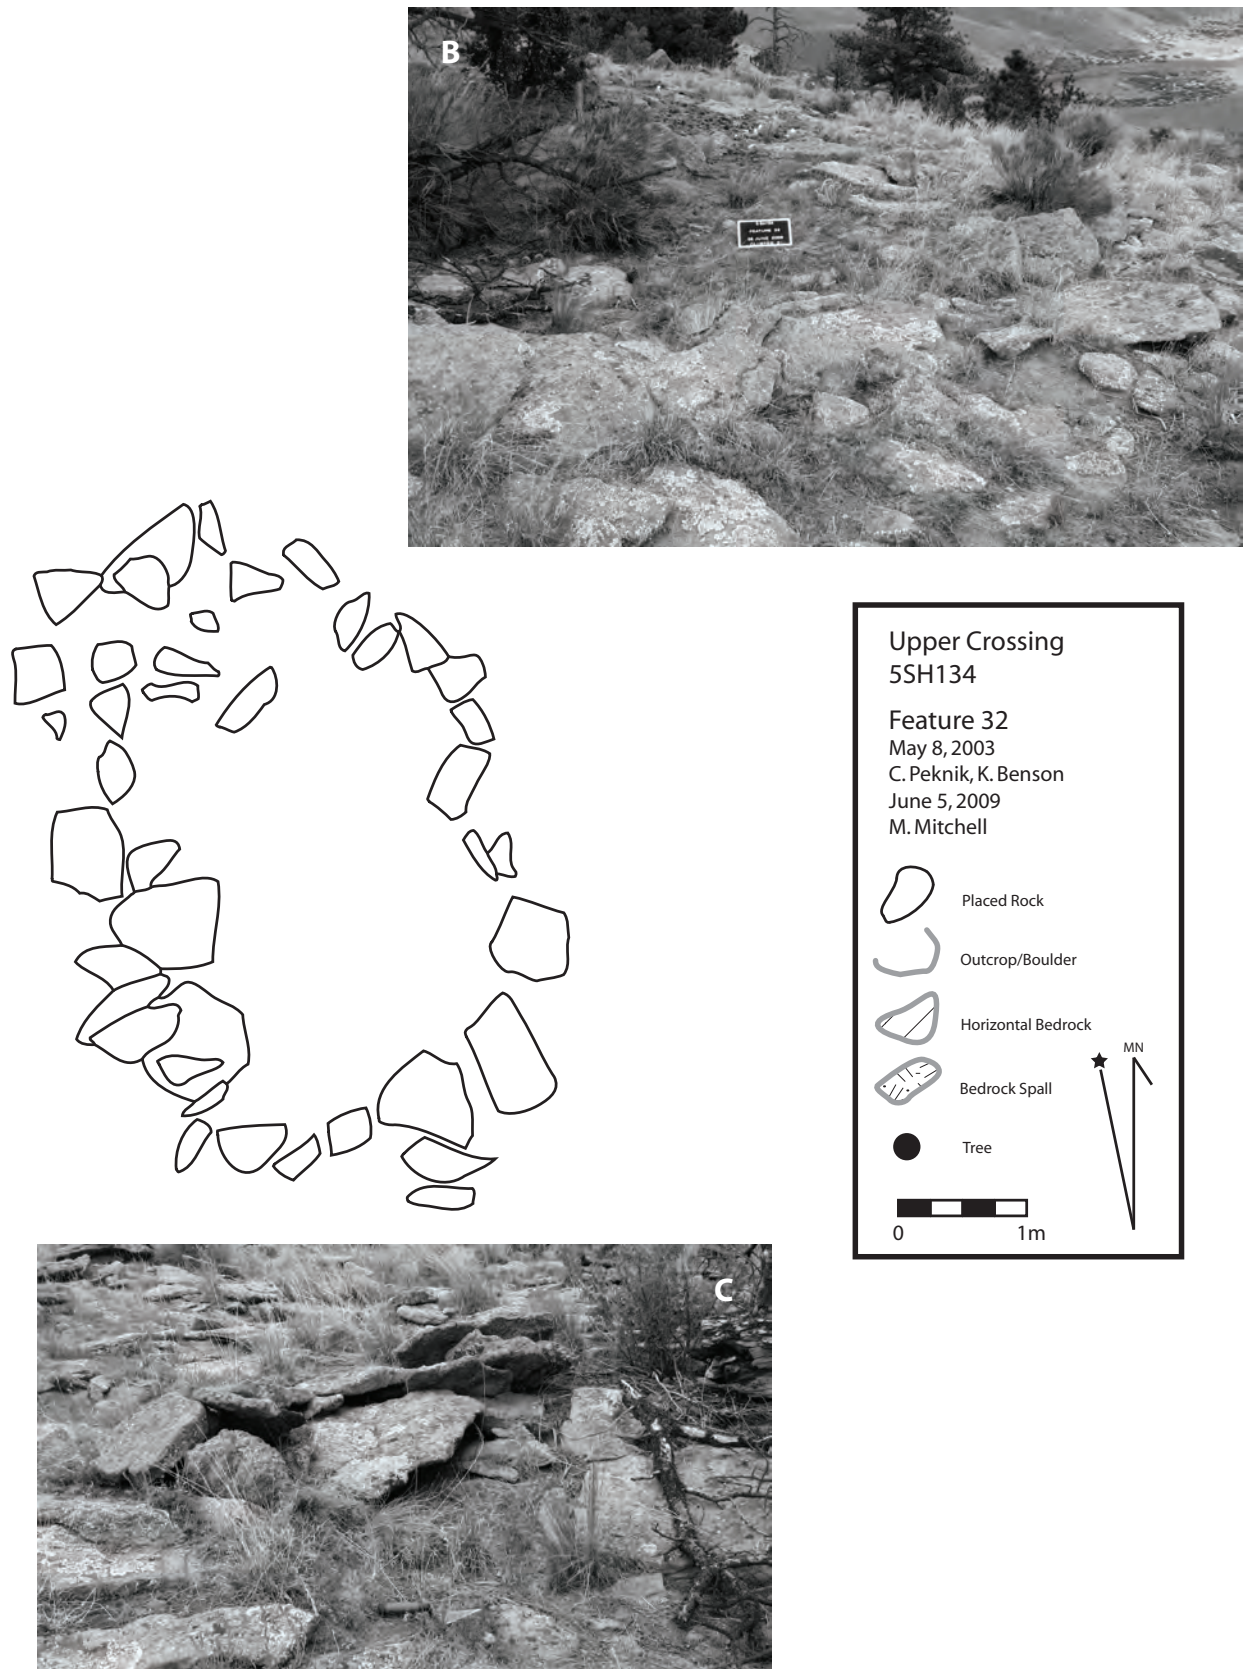 B
Upper Crossing
5SH134
Feature 32
May 8, 2003
C. Peknik, K. Benson
June 5, 2009
M. Mitchell
Placed Rock
Outcrop/Boulder
Horizontal Bedrock
MN
Bedrock Spall
Tree
0 1m
C